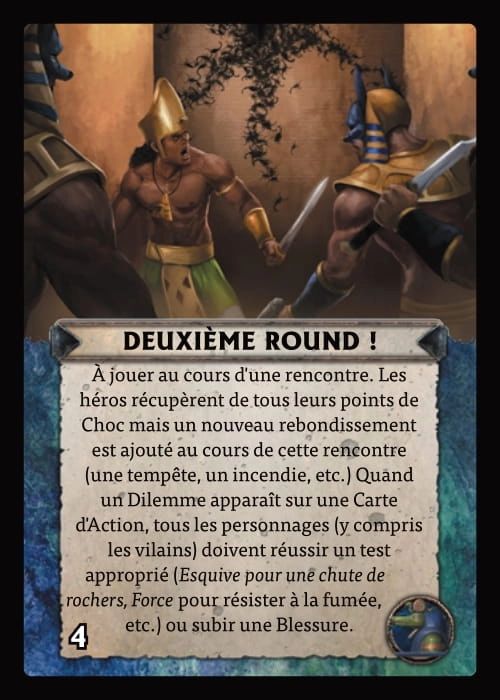 DEUXIÈME ROUND !
À jouer au cours d'une rencontre. Les
héros récupèrent de tous leurs points de
Choc mais un nouveau rebondissement
est ajouté au cours de cette rencontre
(une tempête, un incendie, etc.) Quand
un Dilemme apparaît sur une Carte
d'Action, tous les personnages (y compris
les vilains) doivent réussir un test
approprié (Esquive pour une chute de
rochers, Force pour résister à la fumée,
etc.) ou subir une Blessure.
4